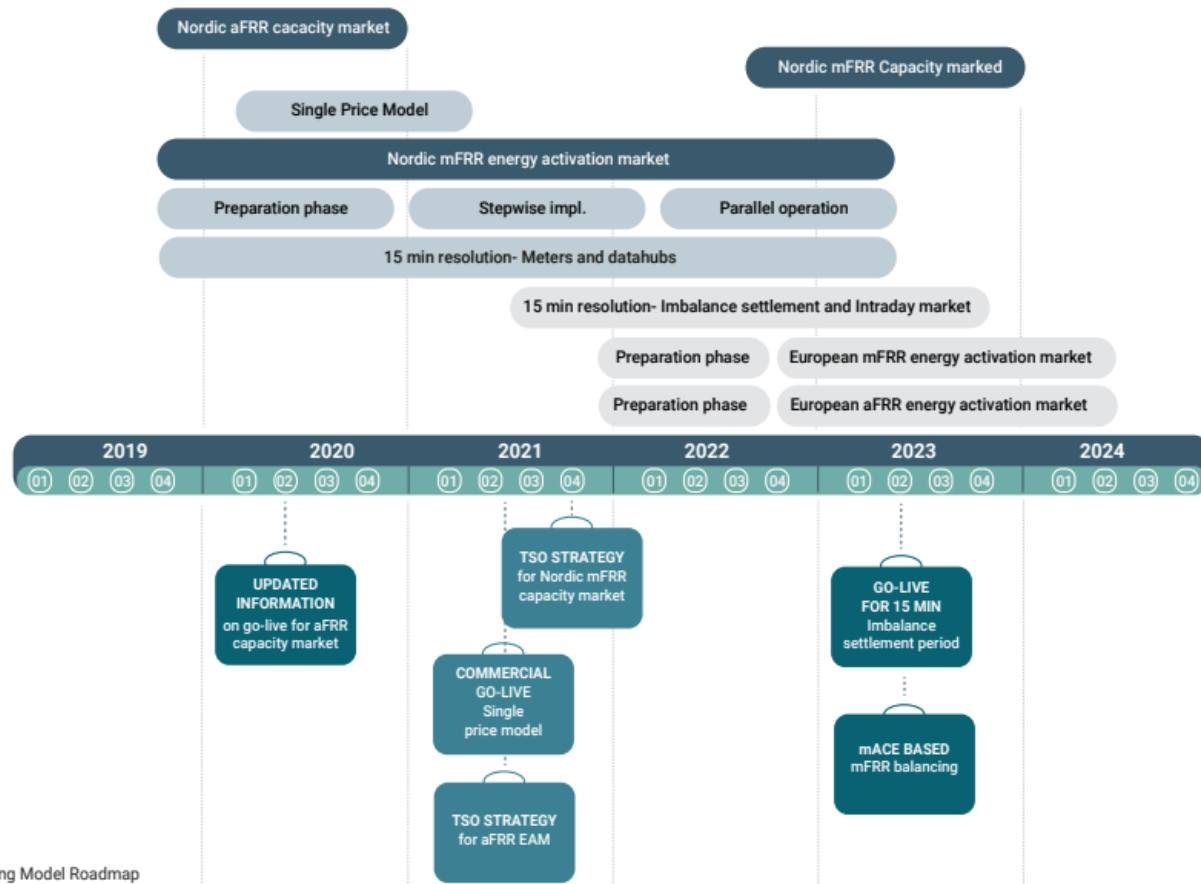 Nordic aFRR cacacity market
Nordic mFRR Capacity marked
Single Price Model
Nordic mFRR energy activation market
Preparation phase
Stepwise impl.
Parallel operation
15 min resolution- Meters and datahubs
15 min resolution- Imbalance settlement and Intraday market
Preparation phase
European mFRR energy activation market
Preparation phase
European aFRR energy activation market
2019 2020 2021 2022 2023 2024
01 02 03 04 01 02 03 04 01 02 03 04 01 02 03 04 01 02 03 04 01 02 03 04
TSO STRATEGY
for Nordic mFRR
capacity market
UPDATED
INFORMATION
on go-live for aFRR
capacity market
GO-LIVE
FOR 15 MIN
Imbalance
settlement period
COMMERCIAL
GO-LIVE
Single
price model
mACE BASED
mFRR balancing
TSO STRATEGY
for aFRR EAM
ng Model Roadmap